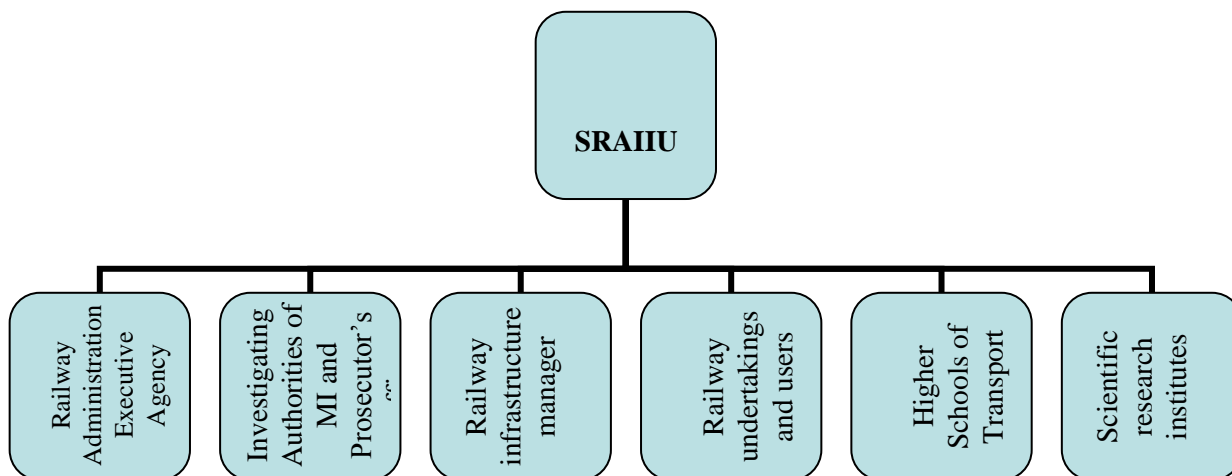 SRAIIU
Railway
Administration
Executive
Agency
Investigating
Authorities of
MI and
Prosecutor's
Railway
infrastructure
manager
Railway
undertakings
and users
Higher
Schools of
Transport
Scientific
research
institutes